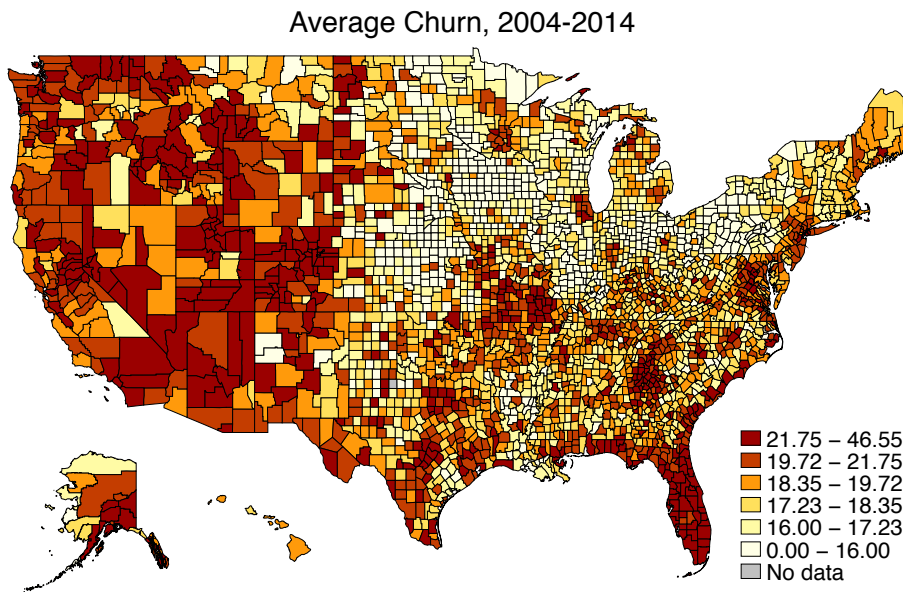 Average Churn, 2004-2014
21.75 – 46.55
19.72 – 21.75
18.35 – 19.72
17.23 – 18.35
16.00 – 17.23
0.00 – 16.00
No data